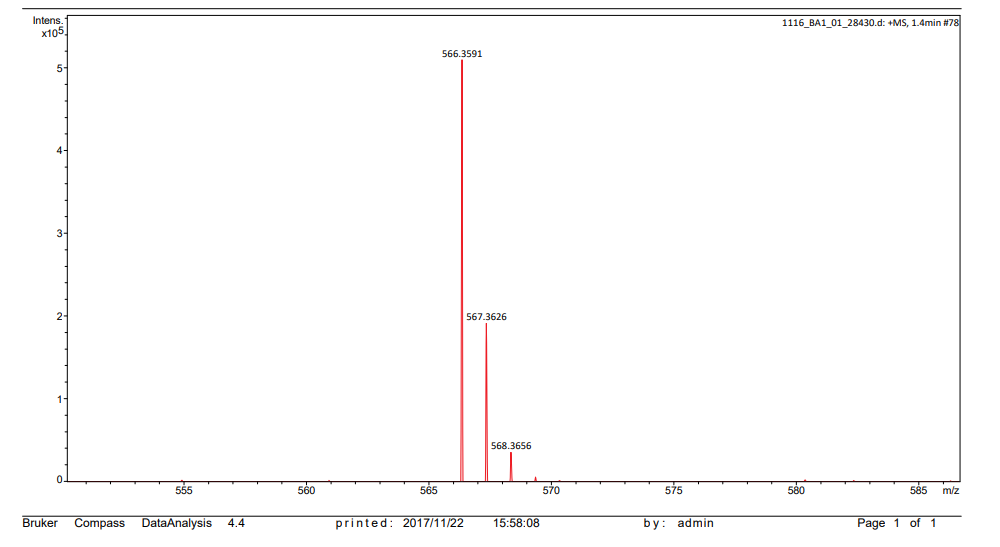 Intens.
x10⁵
1116_BA1_01_28430.d: +MS, 1.4min #78
566.3591
5
4
3
2
567.3626
1
568.3656
0
555 560 565 570 575 580 585 m/z
Bruker Compass DataAnalysis 4.4 printed: 2017/11/22 15:58:08 by: admin Page 1 of 1